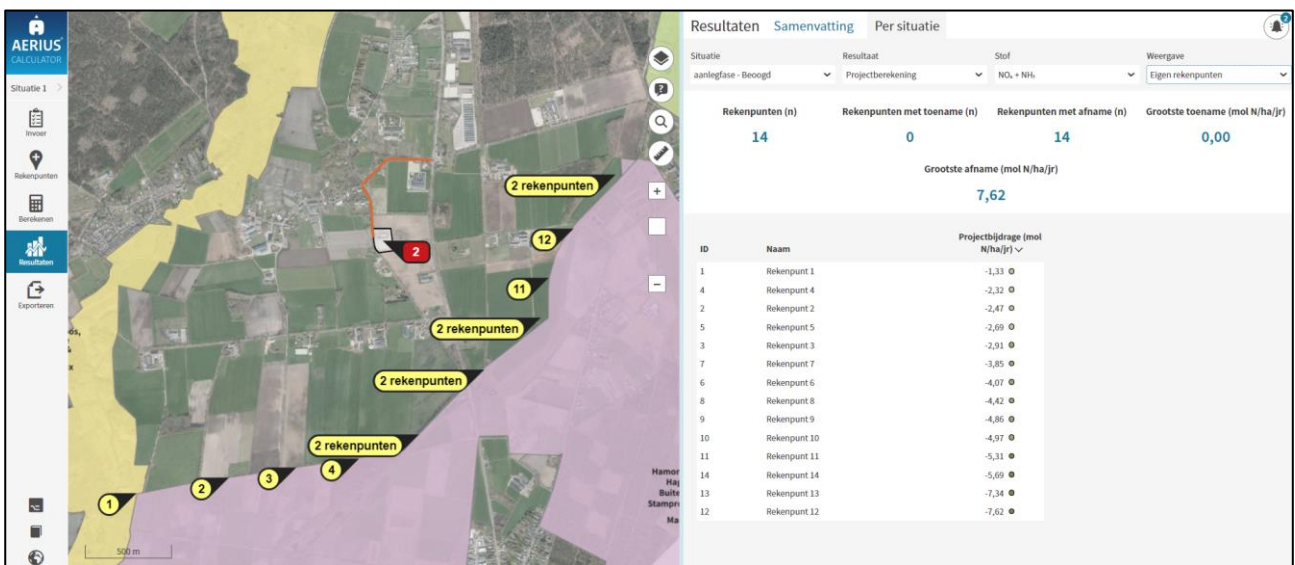 AERIUS
CALCULATOR
Situatie 1
Invoer
Rekenpunten
Berekenen
Resultaten
Exporteren
2 rekenpunten
12
2
11
2 rekenpunten
2 rekenpunten
2 rekenpunten
4
3
2
1
500 m
Resultaten Samenvatting Per situatie
2
Situatie Resultaat Stof Weergave
aanlegfase - Beoogd Projectberekening NOₓ + NH₃ Eigen rekenpunten
Rekenpunten (n) Rekenpunten met toename (n) Rekenpunten met afname (n) Grootste toename (mol N/ha/jr)
14 0 14 0,00
Grootste afname (mol N/ha/jr)
7,62
Projectbijdrage (mol
ID Naam N/ha/jr)
1 Rekenpunt 1 -1,33
4 Rekenpunt 4 -2,32
2 Rekenpunt 2 -2,47
5 Rekenpunt 5 -2,69
3 Rekenpunt 3 -2,91
7 Rekenpunt 7 -3,85
6 Rekenpunt 6 -4,07
8 Rekenpunt 8 -4,42
9 Rekenpunt 9 -4,86
10 Rekenpunt 10 -4,97
11 Rekenpunt 11 -5,31
14 Rekenpunt 14 -5,69
13 Rekenpunt 13 -7,34
12 Rekenpunt 12 -7,62